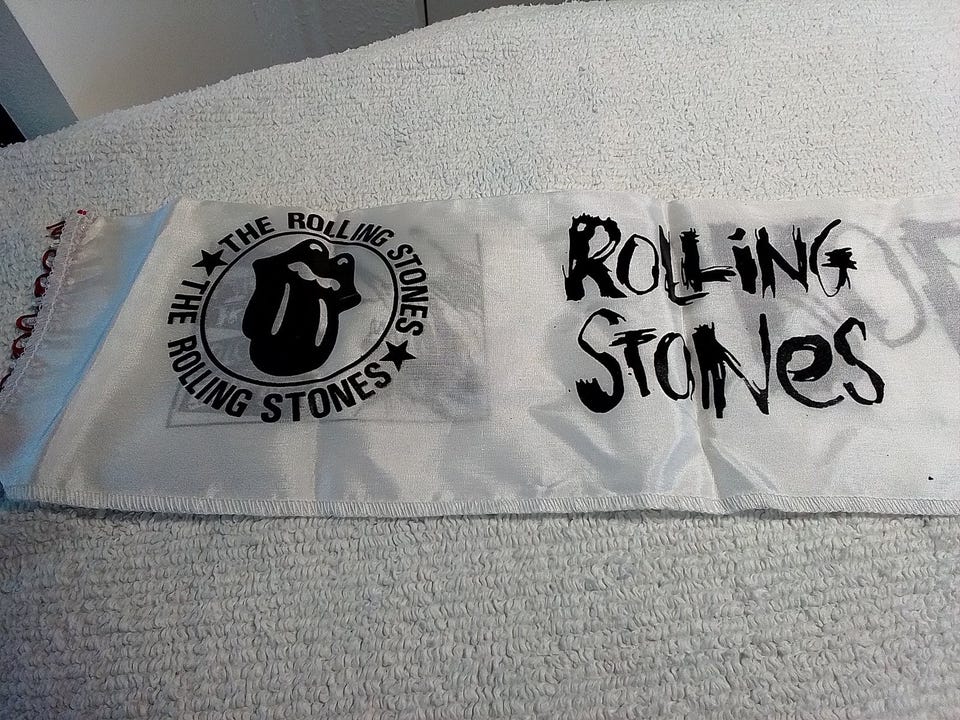 ★ THE ROLLING STONES ★
THE ROLLING STONES
ROLLiNG
SToNeS